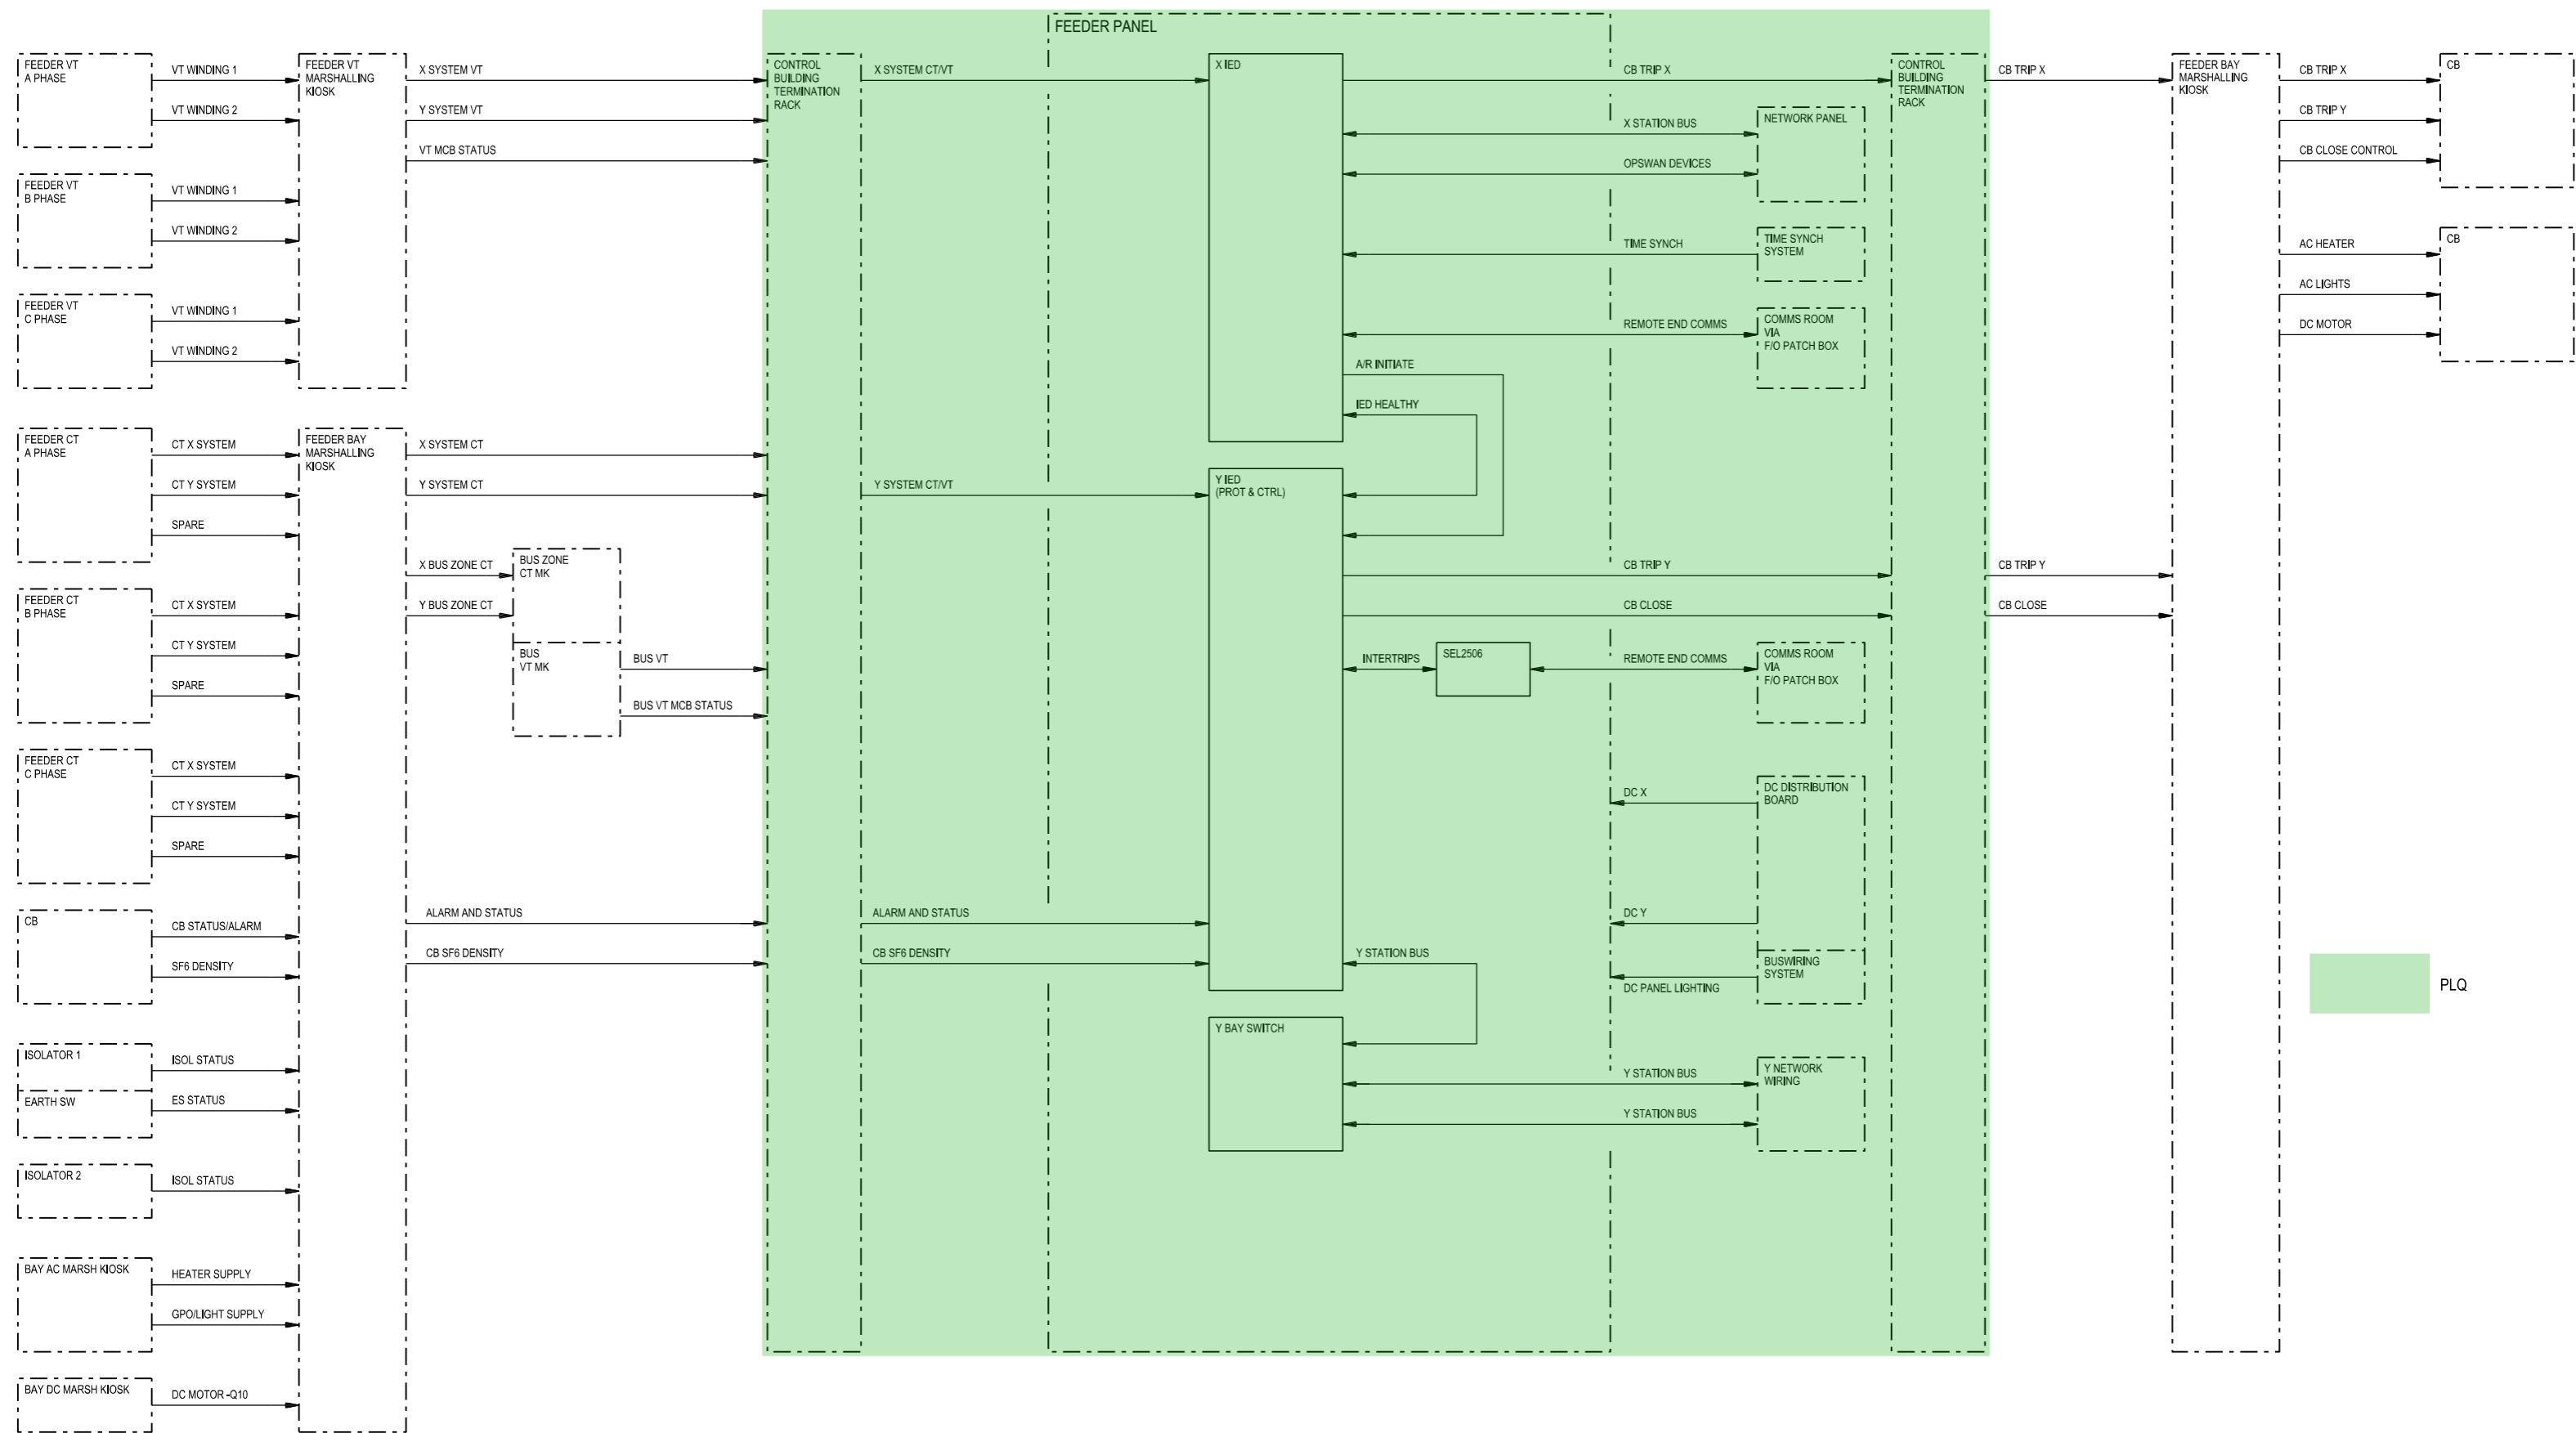 FEEDER PANEL
FEEDER VT
A PHASE
VT WINDING 1
VT WINDING 2
FEEDER VT
B PHASE
VT WINDING 1
VT WINDING 2
FEEDER VT
C PHASE
VT WINDING 1
VT WINDING 2
FEEDER VT
MARSHALLING
KIOSK
X SYSTEM VT
Y SYSTEM VT
VT MCB STATUS
FEEDER CT
A PHASE
CT X SYSTEM
CT Y SYSTEM
SPARE
FEEDER CT
B PHASE
CT X SYSTEM
CT Y SYSTEM
SPARE
FEEDER CT
C PHASE
CT X SYSTEM
CT Y SYSTEM
SPARE
CB
CB STATUS/ALARM
SF6 DENSITY
ISOLATOR 1
ISOL STATUS
EARTH SW
ES STATUS
ISOLATOR 2
ISOL STATUS
BAY AC MARSH KIOSK
HEATER SUPPLY
GPO/LIGHT SUPPLY
BAY DC MARSH KIOSK
DC MOTOR -Q10
FEEDER BAY
MARSHALLING
KIOSK
X SYSTEM CT
Y SYSTEM CT
X BUS ZONE CT
Y BUS ZONE CT
BUS ZONE
CT MK
BUS
VT MK
BUS VT
BUS VT MCB STATUS
ALARM AND STATUS
CB SF6 DENSITY
CONTROL
BUILDING
TERMINATION
RACK
X SYSTEM CT/VT
Y SYSTEM CT/VT
ALARM AND STATUS
CB SF6 DENSITY
X IED
CB TRIP X
X STATION BUS
OPSWAN DEVICES
TIME SYNCH
REMOTE END COMMS
A/R INITIATE
IED HEALTHY
NETWORK PANEL
TIME SYNCH
SYSTEM
COMMS ROOM
VIA
F/O PATCH BOX
Y IED
(PROT & CTRL)
CB TRIP Y
CB CLOSE
INTERTRIPS
SEL2506
REMOTE END COMMS
COMMS ROOM
VIA
F/O PATCH BOX
DC X
DC DISTRIBUTION
BOARD
DC Y
Y STATION BUS
BUSWIRING
SYSTEM
DC PANEL LIGHTING
Y BAY SWITCH
Y STATION BUS
Y STATION BUS
Y NETWORK
WIRING
CONTROL
BUILDING
TERMINATION
RACK
CB TRIP X
CB TRIP Y
CB CLOSE
FEEDER BAY
MARSHALLING
KIOSK
CB TRIP X
CB TRIP Y
CB CLOSE CONTROL
CB
AC HEATER
AC LIGHTS
DC MOTOR
CB
PLQ